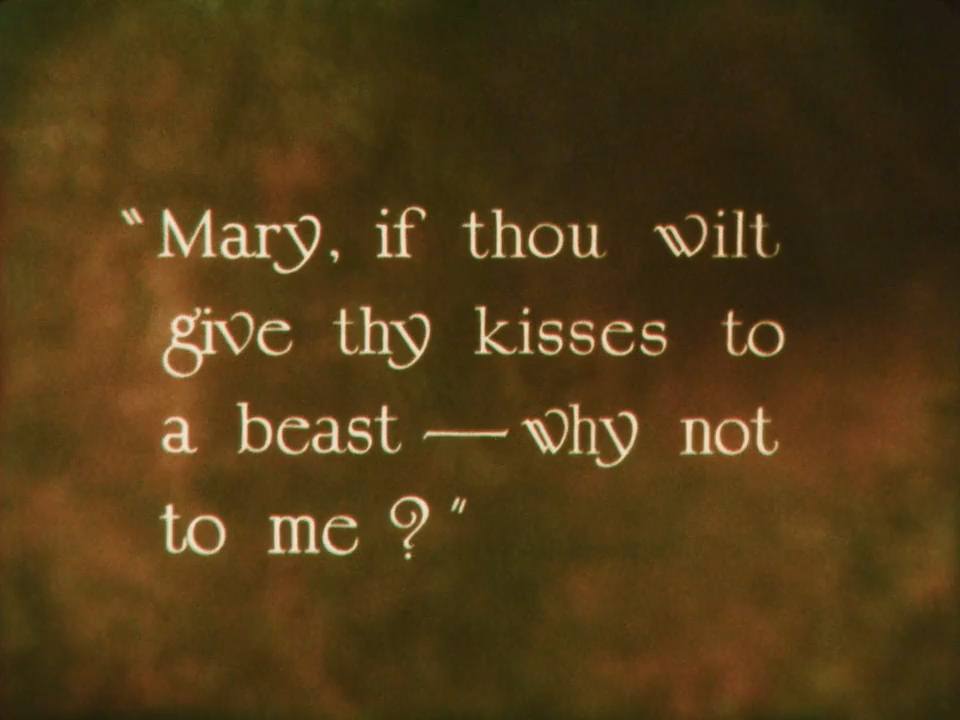 "Mary, if thou wilt
give thy kisses to
a beast — why not
to me ?"